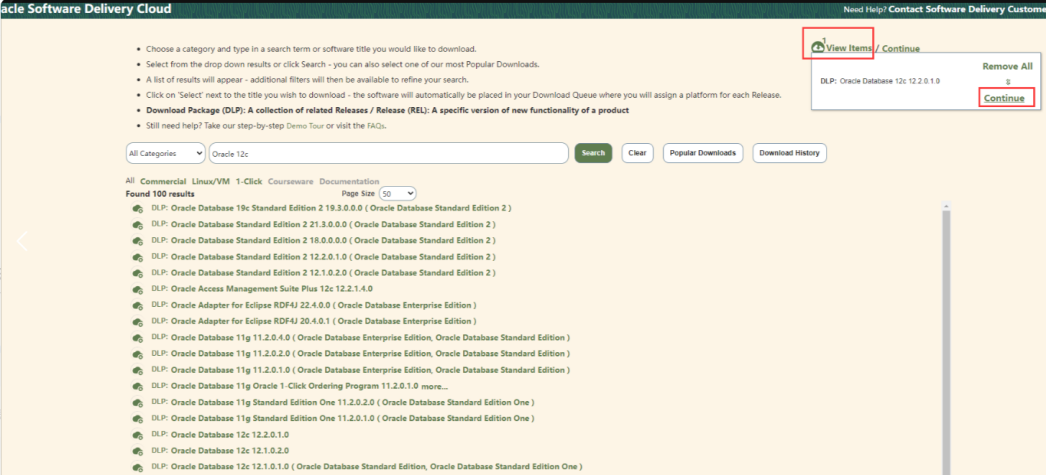 acle Software Delivery Cloud
Need Help? Contact Software Delivery Custome
1
View Items / Continue
Remove All
DLP: Oracle Database 12c 12.2.0.1.0
Continue
• Choose a category and type in a search term or software title you would like to download.
• Select from the drop down results or click Search - you can also select one of our most Popular Downloads.
• A list of results will appear - additional filters will then be available to refine your search.
• Click on 'Select' next to the title you wish to download - the software will automatically be placed in your Download Queue where you will assign a platform for each Release.
• Download Package (DLP): A collection of related Releases / Release (REL): A specific version of new functionality of a product
• Still need help? Take our step-by-step Demo Tour or visit the FAQs.
All Categories Oracle 12c Search Clear Popular Downloads Download History
All Commercial Linux/VM 1-Click Courseware Documentation
Found 100 results Page Size 50
DLP: Oracle Database 19c Standard Edition 2 19.3.0.0.0 ( Oracle Database Standard Edition 2 )
DLP: Oracle Database Standard Edition 2 21.3.0.0.0 ( Oracle Database Standard Edition 2 )
DLP: Oracle Database Standard Edition 2 18.0.0.0.0 ( Oracle Database Standard Edition 2 )
DLP: Oracle Database Standard Edition 2 12.2.0.1.0 ( Oracle Database Standard Edition 2 )
DLP: Oracle Database Standard Edition 2 12.1.0.2.0 ( Oracle Database Standard Edition 2 )
DLP: Oracle Access Management Suite Plus 12c 12.2.1.4.0
DLP: Oracle Adapter for Eclipse RDF4J 22.4.0.0 ( Oracle Database Enterprise Edition )
DLP: Oracle Adapter for Eclipse RDF4J 20.4.0.1 ( Oracle Database Enterprise Edition )
DLP: Oracle Database 11g 11.2.0.4.0 ( Oracle Database Enterprise Edition, Oracle Database Standard Edition )
DLP: Oracle Database 11g 11.2.0.2.0 ( Oracle Database Enterprise Edition, Oracle Database Standard Edition )
DLP: Oracle Database 11g 11.2.0.1.0 ( Oracle Database Enterprise Edition, Oracle Database Standard Edition )
DLP: Oracle Database 11g Oracle 1-Click Ordering Program 11.2.0.1.0 more...
DLP: Oracle Database 11g Standard Edition One 11.2.0.2.0 ( Oracle Database Standard Edition One )
DLP: Oracle Database 11g Standard Edition One 11.2.0.1.0 ( Oracle Database Standard Edition One )
DLP: Oracle Database 12c 12.2.0.1.0
DLP: Oracle Database 12c 12.1.0.2.0
DLP: Oracle Database 12c 12.1.0.1.0 ( Oracle Database Standard Edition, Oracle Database Standard Edition One )